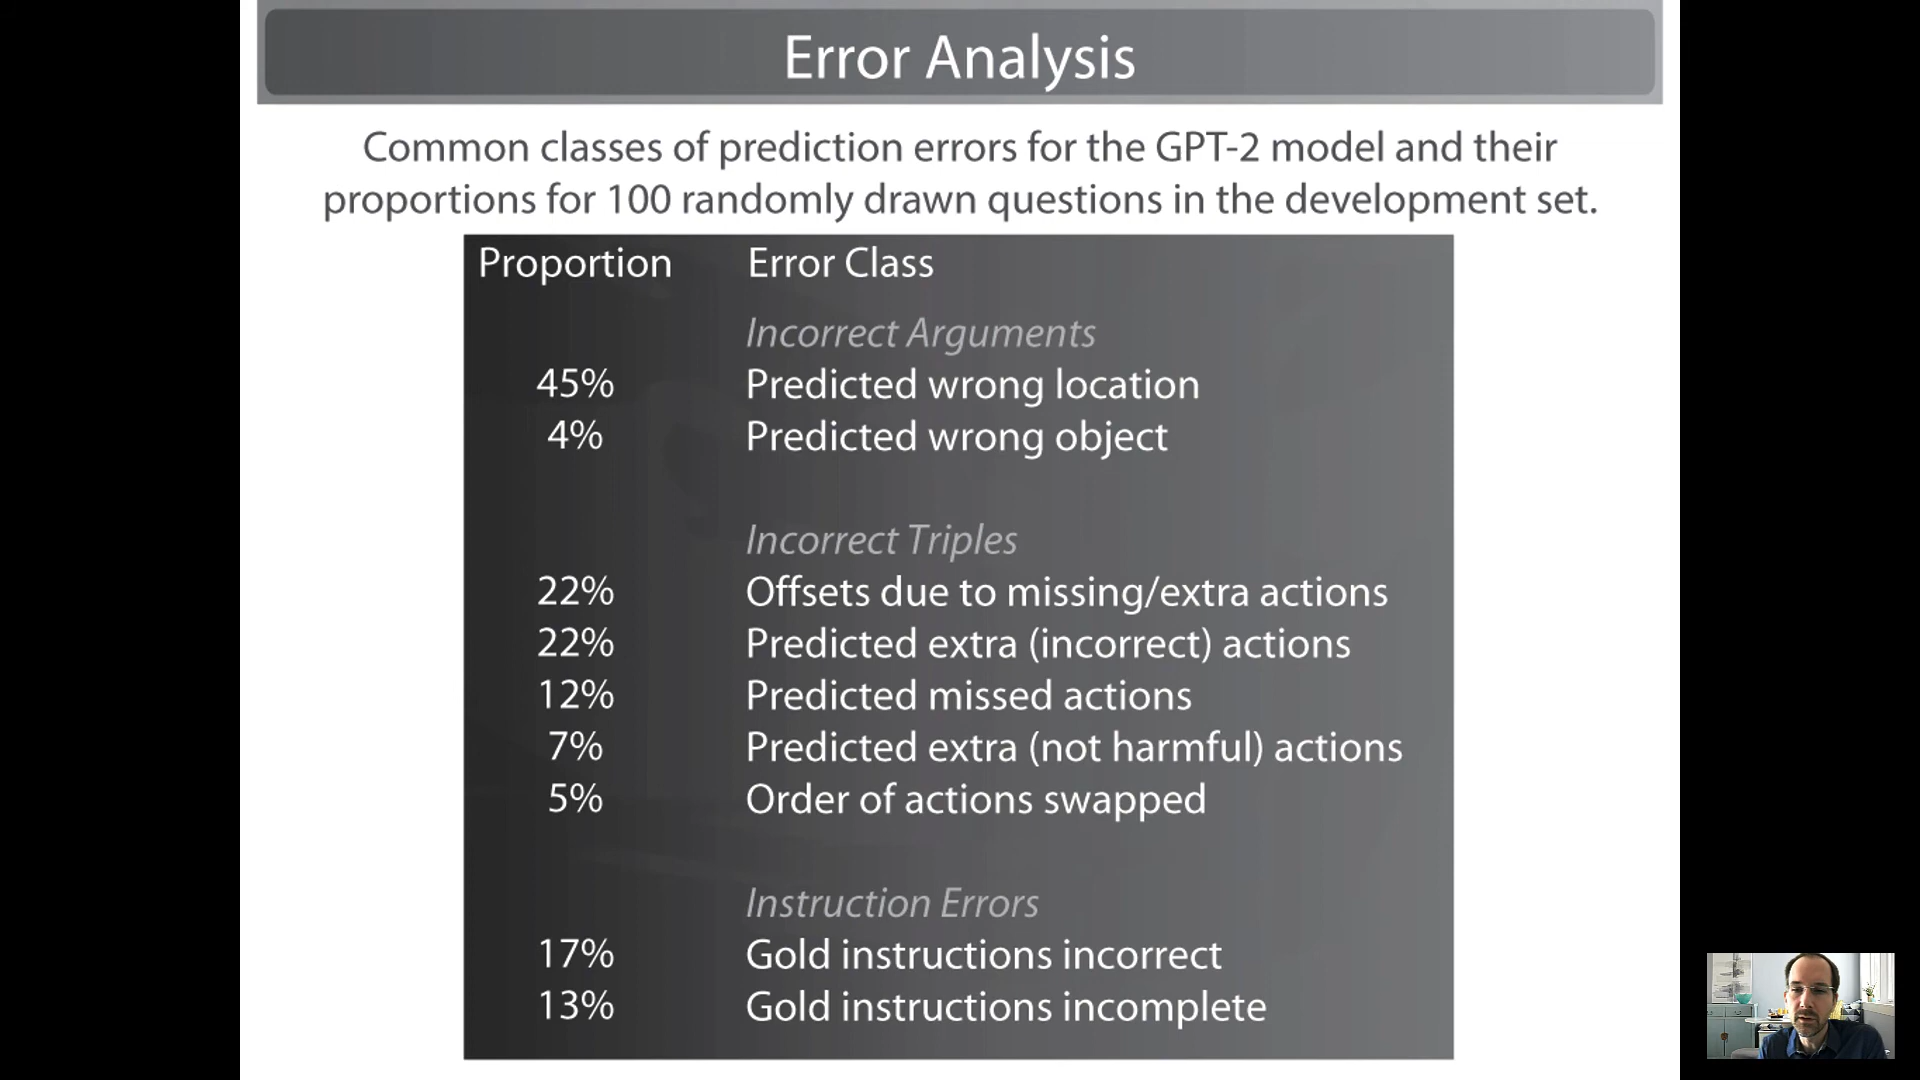 Error Analysis
Common classes of prediction errors for the GPT-2 model and their
proportions for 100 randomly drawn questions in the development set.
Proportion Error Class
Incorrect Arguments
45% Predicted wrong location
4% Predicted wrong object
Incorrect Triples
22% Offsets due to missing/extra actions
22% Predicted extra (incorrect) actions
12% Predicted missed actions
7% Predicted extra (not harmful) actions
5% Order of actions swapped
Instruction Errors
17% Gold instructions incorrect
13% Gold instructions incomplete